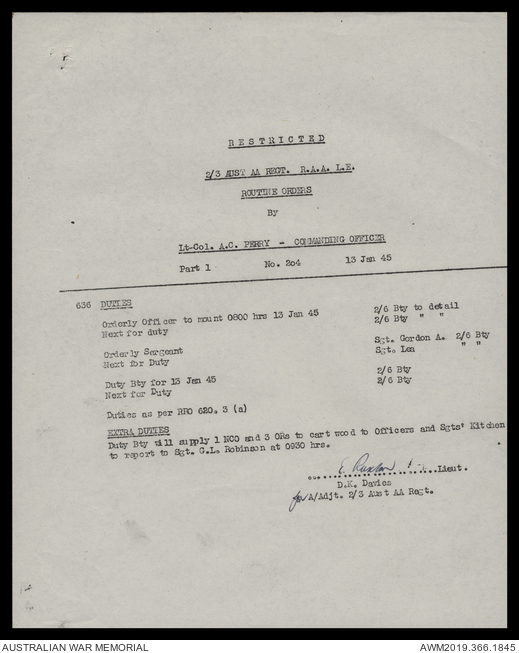 RESTRICTED
2/3 AUST AA REGT. R.A.A. L.E.
ROUTINE ORDERS
By
Lt-Col. A.C. PERRY - COMMANDING OFFICER
Part 1 No. 204 13 Jan 45
636 DUTIES
Orderly Officer to mount 0800 hrs 13 Jan 45 2/6 Bty to detail
Next for duty 2/6 Bty " "
Orderly Sergeant Sgt. Gordon A. 2/6 Bty
Next for Duty Sgt. Lea " "
Duty Bty for 13 Jan 45 2/6 Bty
Next for Duty 2/6 Bty
Duties as per RRO 620. 3 (a)
EXTRA DUTIES
Duty Bty will supply 1 NCO and 3 ORs to cart wood to Officers and Sgts' Kitchen
to report to Sgt. G.L. Robinson at 0930 hrs.
Lieut.
D.K. Davies
for A/Adjt. 2/3 Aust AA Regt.
AUSTRALIAN WAR MEMORIAL AWM2019.366.1845